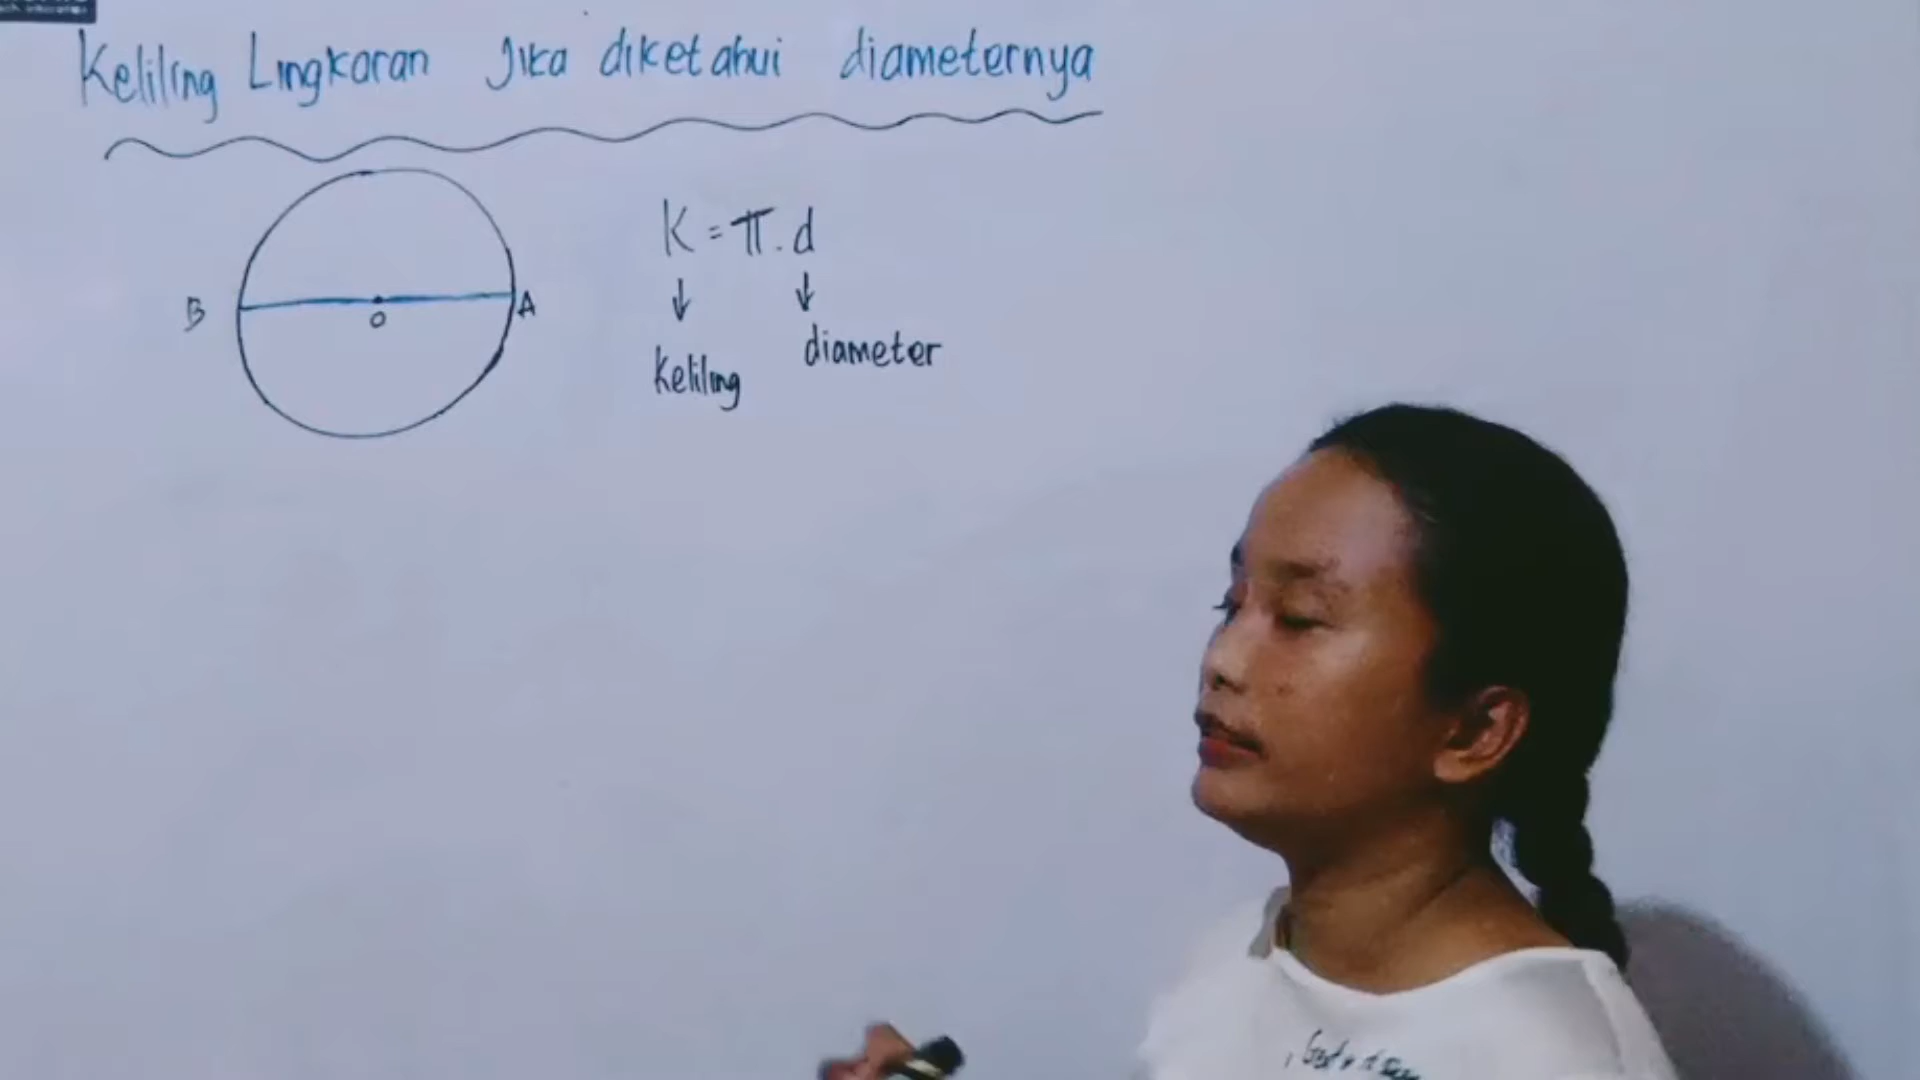 Keliling Lingkaran Jika diketahui diameternya
K = π . d
B
A
O
↓ ↓
keliling
diameter